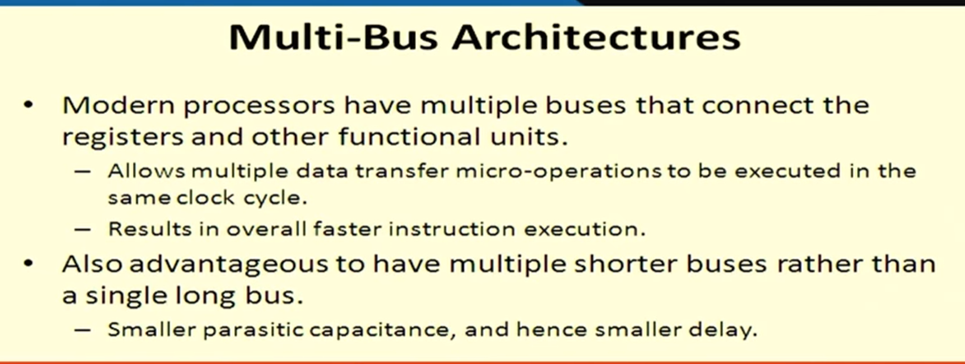 Multi-Bus Architectures
• Modern processors have multiple buses that connect the
registers and other functional units.
– Allows multiple data transfer micro-operations to be executed in the
same clock cycle.
– Results in overall faster instruction execution.
• Also advantageous to have multiple shorter buses rather than
a single long bus.
– Smaller parasitic capacitance, and hence smaller delay.